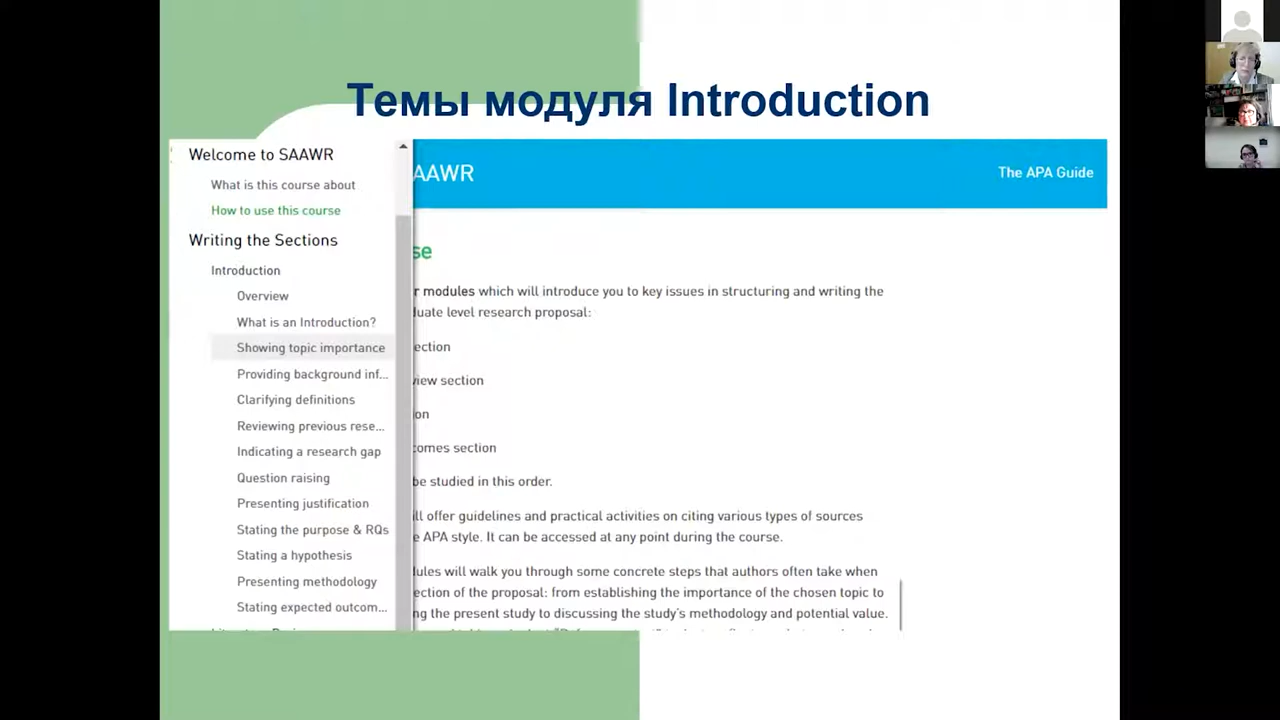 Темы модуля Introduction
Welcome to SAAWR
What is this course about
How to use this course
Writing the Sections
Introduction
Overview
What is an Introduction?
Showing topic importance
Providing background inf...
Clarifying definitions
Reviewing previous rese...
Indicating a research gap
Question raising
Presenting justification
Stating the purpose & RQs
Stating a hypothesis
Presenting methodology
Stating expected outcom...
AAWR
The APA Guide
se
r modules which will introduce you to key issues in structuring and writing the
luate level research proposal:
ection
view section
on
comes section
be studied in this order.
ll offer guidelines and practical activities on citing various types of sources
e APA style. It can be accessed at any point during the course.
dules will walk you through some concrete steps that authors often take when
ection of the proposal: from establishing the importance of the chosen topic to
ng the present study to discussing the study's methodology and potential value.